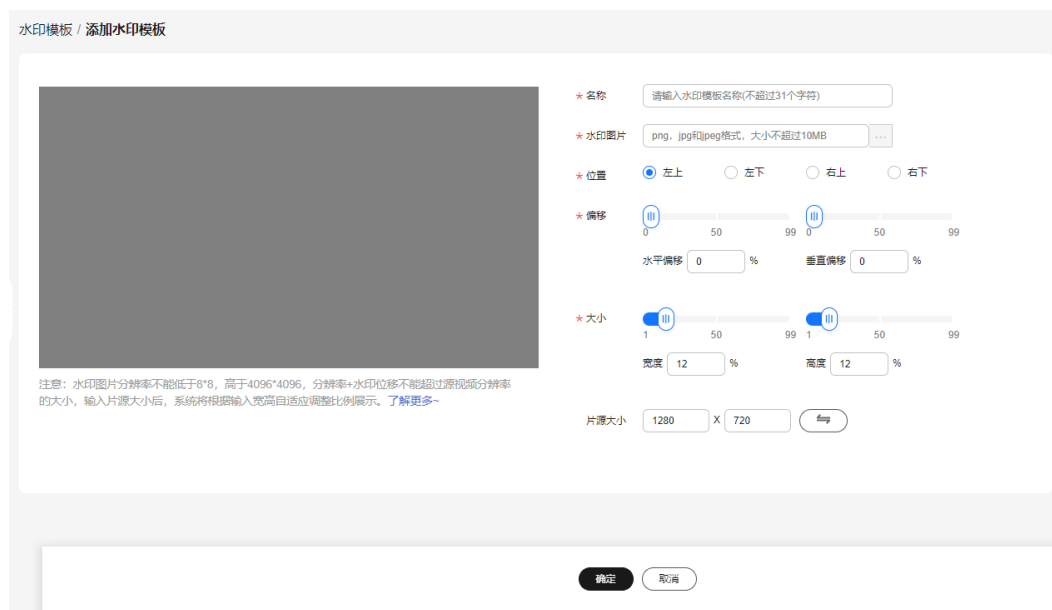 水印模板 / 添加水印模板
* 名称 请输入水印模板名称(不超过31个字符)
* 水印图片 png，jpg和jpeg格式，大小不超过10MB ...
* 位置 左上 左下 右上 右下
* 偏移
0 50 99 0 50 99
水平偏移 0 % 垂直偏移 0 %
* 大小
1 50 99 1 50 99
宽度 12 % 高度 12 %
注意：水印图片分辨率不能低于8*8，高于4096*4096，分辨率+水印位移不能超过源视频分辨率
的大小，输入片源大小后，系统将根据输入宽高自适应调整比例展示。了解更多~
片源大小 1280 X 720
确定 取消